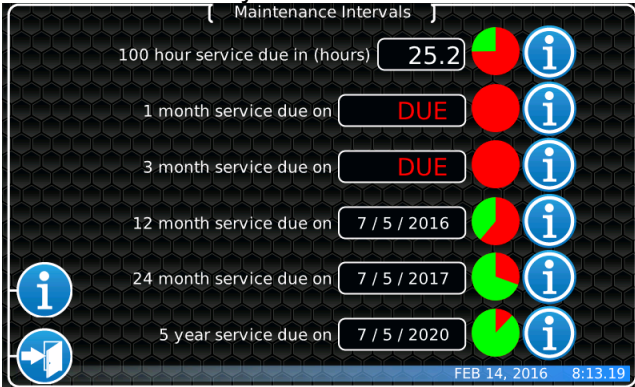 Maintenance Intervals
100 hour service due in (hours) 25.2
1 month service due on DUE
3 month service due on DUE
12 month service due on 7 / 5 / 2016
24 month service due on 7 / 5 / 2017
5 year service due on 7 / 5 / 2020
FEB 14, 2016 8:13.19